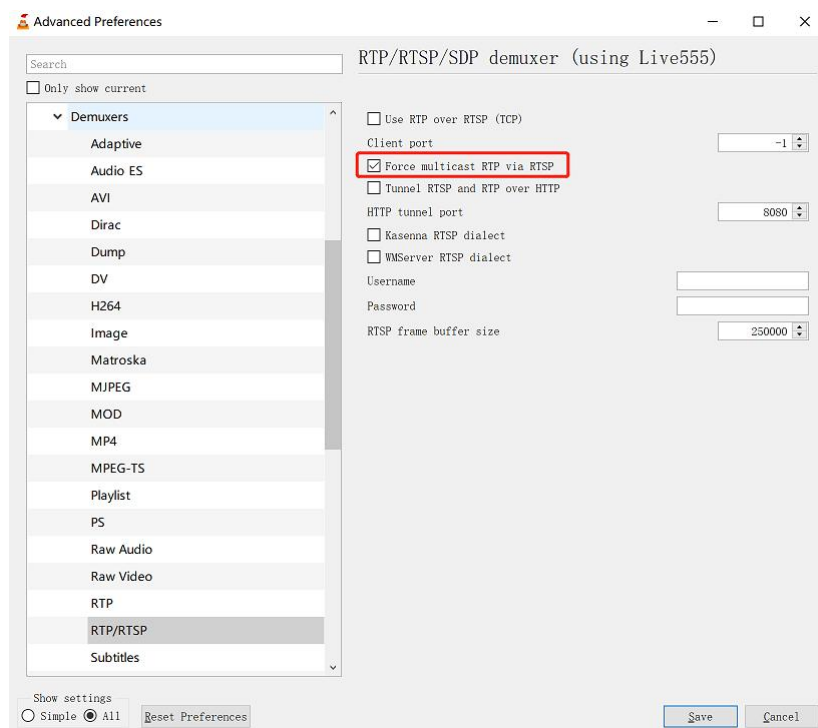 Advanced Preferences
Search
Only show current
Demuxers
Adaptive
Audio ES
AVI
Dirac
Dump
DV
H264
Image
Matroska
MJPEG
MOD
MP4
MPEG-TS
Playlist
PS
Raw Audio
Raw Video
RTP
RTP/RTSP
Subtitles
RTP/RTSP/SDP demuxer (using Live555)
Use RTP over RTSP (TCP)
Client port -1
Force multicast RTP via RTSP
Tunnel RTSP and RTP over HTTP
HTTP tunnel port 8080
Kasenna RTSP dialect
WMServer RTSP dialect
Username
Password
RTSP frame buffer size 250000
Show settings
Simple All Reset Preferences Save Cancel